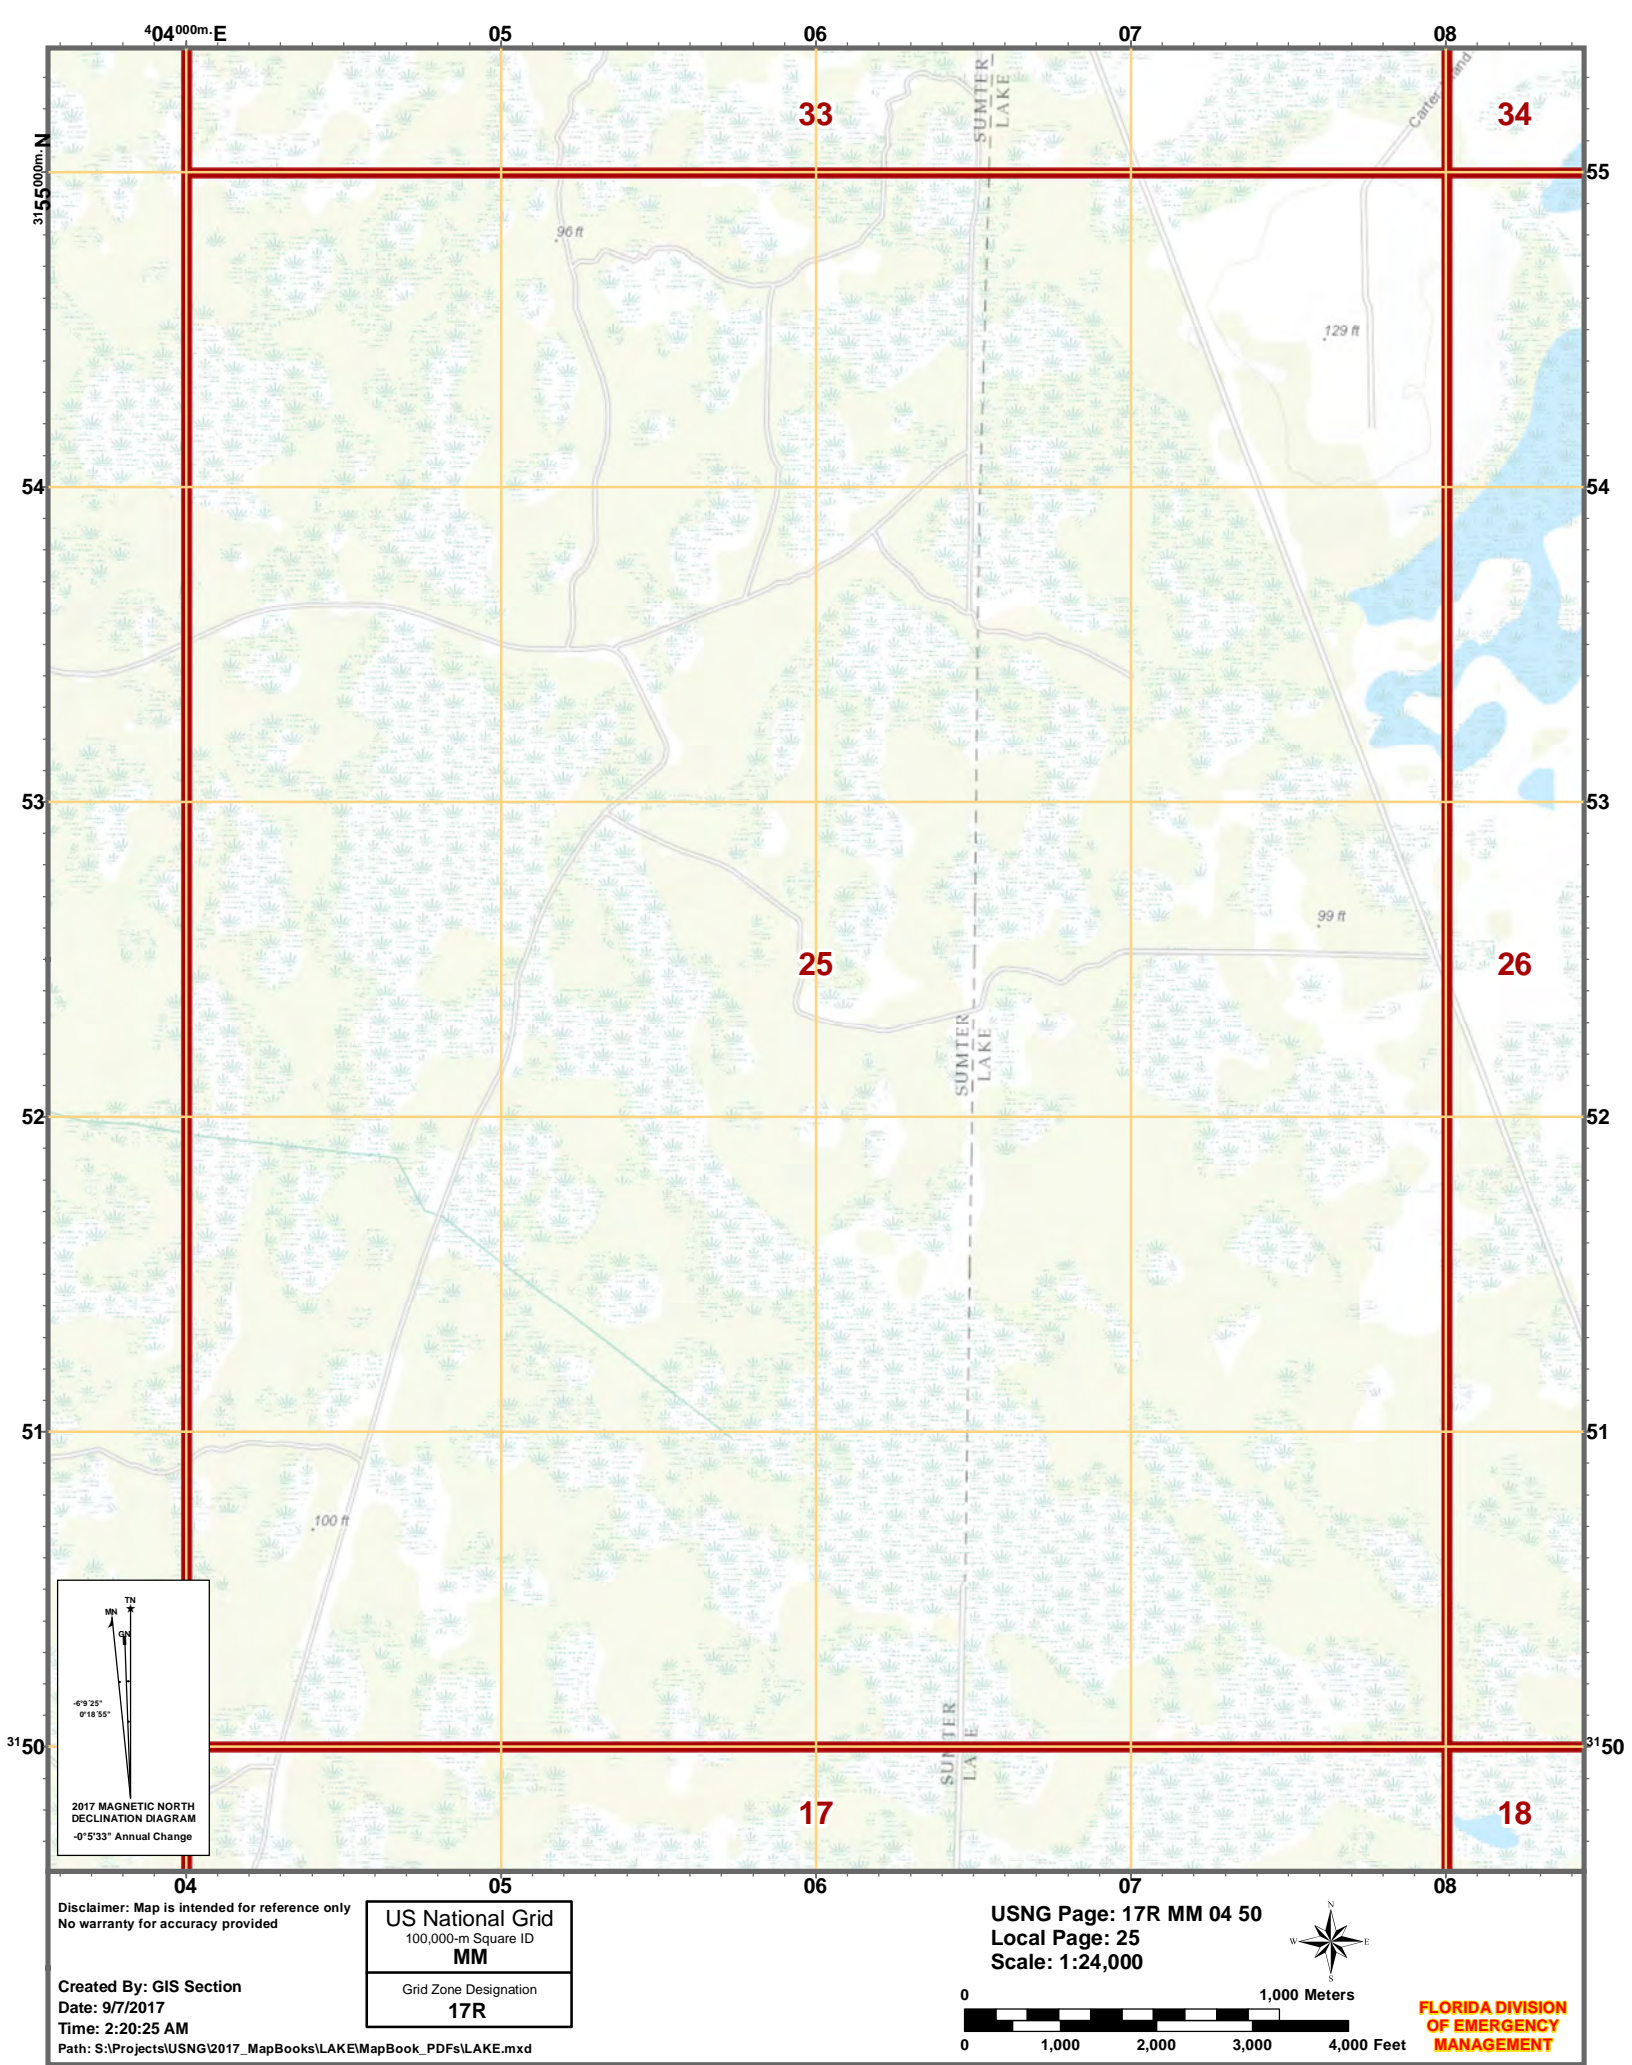 404000m.E 05 06 07 08
3155000m.N
33
34
SUMTER
LAKE
Carter Island
55
96 ft
129 ft
54
54
53
53
99 ft
25
26
SUMTER
LAKE
52
52
51
51
100 ft
TN
MN
GN
-6°9'25"
0°18'55"
2017 MAGNETIC NORTH
DECLINATION DIAGRAM
-0°5'33" Annual Change
3150
3150
SUMTER
LAKE
17
18
04 05 06 07 08
Disclaimer: Map is intended for reference only
No warranty for accuracy provided
Created By: GIS Section
Date: 9/7/2017
Time: 2:20:25 AM
Path: S:\Projects\USNG\2017_MapBooks\LAKE\MapBook_PDFs\LAKE.mxd
US National Grid
100,000-m Square ID
MM
Grid Zone Designation
17R
USNG Page: 17R MM 04 50
Local Page: 25
Scale: 1:24,000
N
W E
S
0 1,000 Meters
0 1,000 2,000 3,000 4,000 Feet
FLORIDA DIVISION
OF EMERGENCY
MANAGEMENT